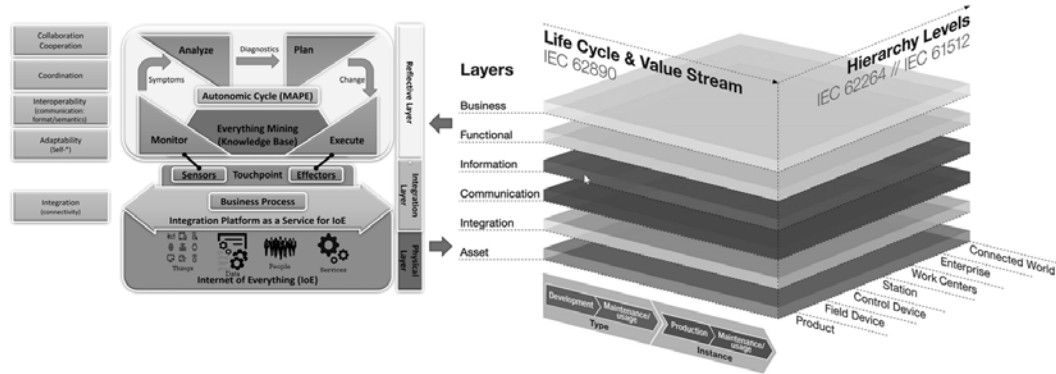 Collaboration
Cooperation
Coordination
Interoperability
(communication:
format/semantics)
Adaptability
(Self-*)
Integration
(connectivity)
Analyze
Diagnostics
Plan
Symptoms
Change
Autonomic Cycle (MAPE)
Everything Mining
(Knowledge Base)
Monitor
Execute
Sensors
Touchpoint
Effectors
Business Process
Integration Platform as a Service for IoE
Things
Data
People
Services
Internet of Everything (IoE)
Reflective Layer
Integration
Layer
Physical
Layer
Layers
Business
Functional
Information
Communication
Integration
Asset
Life Cycle & Value Stream
IEC 62890
Hierarchy Levels
IEC 62264 // IEC 61512
Connected World
Enterprise
Work Centers
Station
Control Device
Field Device
Product
Development
Maintenance/
usage
Type
Production
Maintenance/
usage
Instance